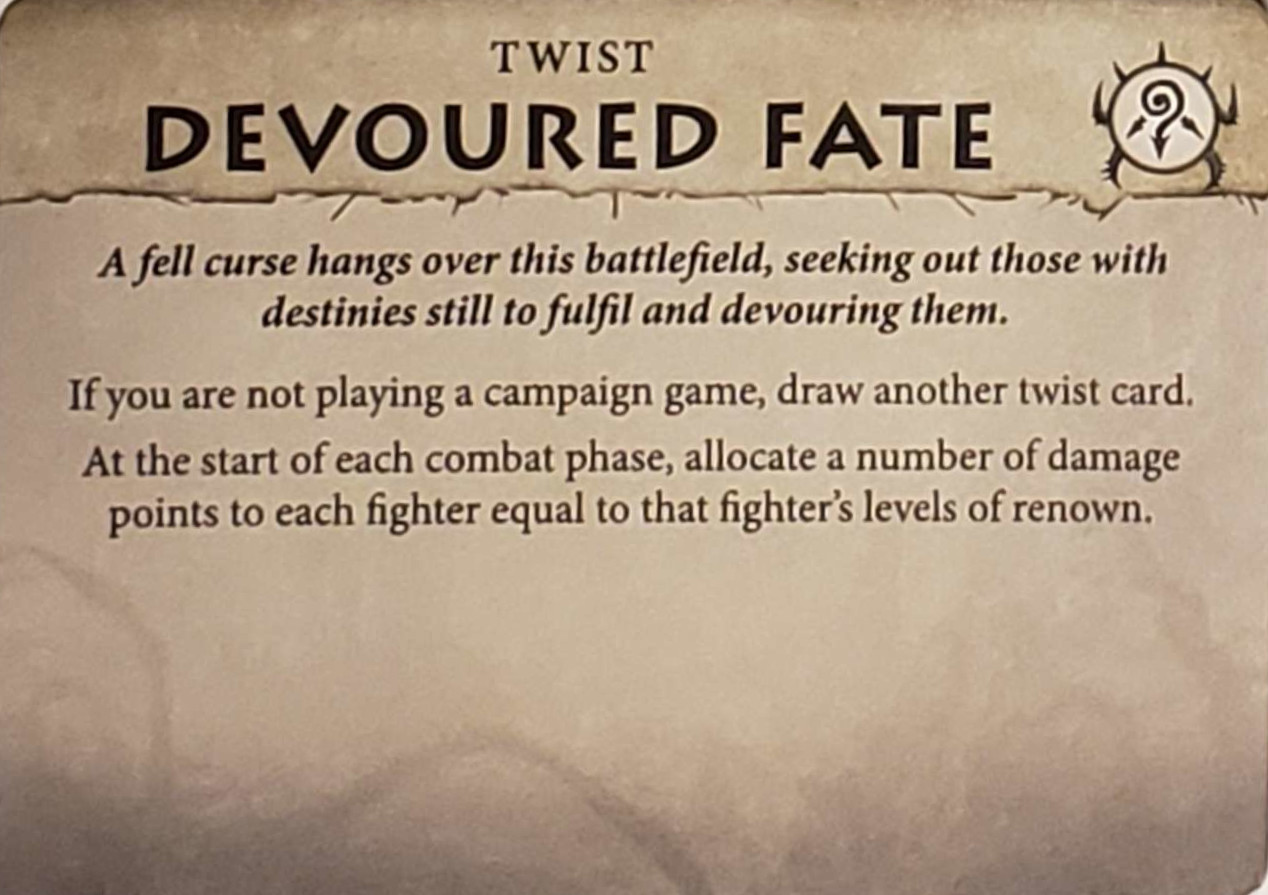 TWIST
DEVOURED FATE
A fell curse hangs over this battlefield, seeking out those with
destinies still to fulfil and devouring them.
If you are not playing a campaign game, draw another twist card.
At the start of each combat phase, allocate a number of damage
points to each fighter equal to that fighter's levels of renown.